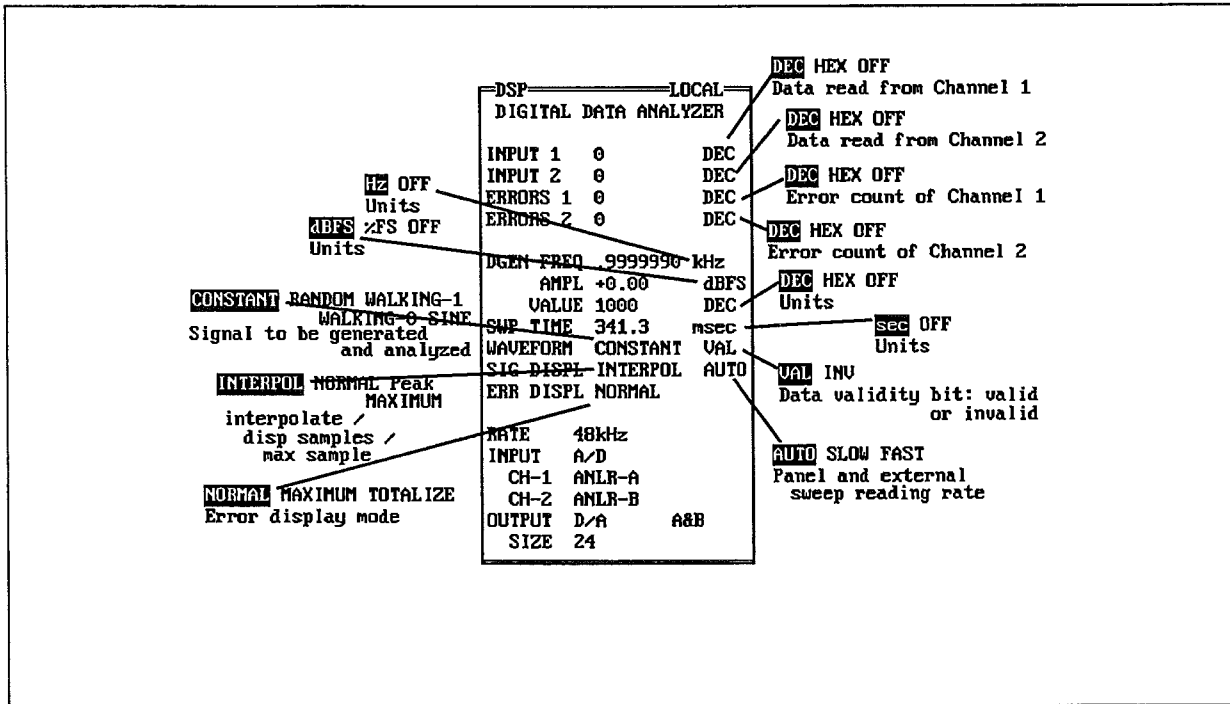 DSP LOCAL
DIGITAL DATA ANALYZER
INPUT 1 0 DEC
INPUT 2 0 DEC
ERRORS 1 0 DEC
ERRORS 2 0 DEC
DGEN FREQ .9999990 kHz
AMPL +0.00 dBFS
VALUE 1000 DEC
SWP TIME 341.3 msec
WAVEFORM CONSTANT VAL
SIG DISPL INTERPOL AUTO
ERR DISPL NORMAL
RATE 48kHz
INPUT A/D
CH-1 ANLR-A
CH-2 ANLR-B
OUTPUT D/A A&B
SIZE 24
Hz OFF
Units
dBFS %FS OFF
Units
CONSTANT RANDOM WALKING-1
WALKING-0 SINE
Signal to be generated
and analyzed
INTERPOL NORMAL Peak
MAXIMUM
interpolate /
disp samples /
max sample
NORMAL MAXIMUM TOTALIZE
Error display mode
DEC HEX OFF
Data read from Channel 1
DEC HEX OFF
Data read from Channel 2
DEC HEX OFF
Error count of Channel 1
DEC HEX OFF
Error count of Channel 2
DEC HEX OFF
Units
sec OFF
Units
VAL INV
Data validity bit: valid
or invalid
AUTO SLOW FAST
Panel and external
sweep reading rate